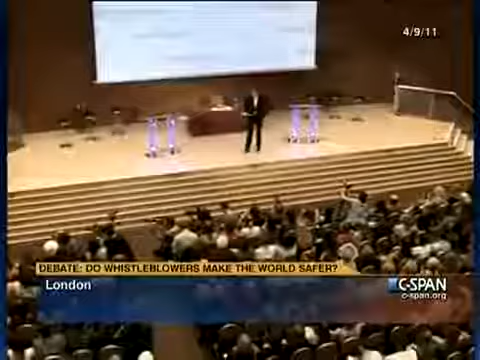 4/9/11
DEBATE: DO WHISTLEBLOWERS MAKE THE WORLD SAFER?
London
C-SPAN
c-span.org